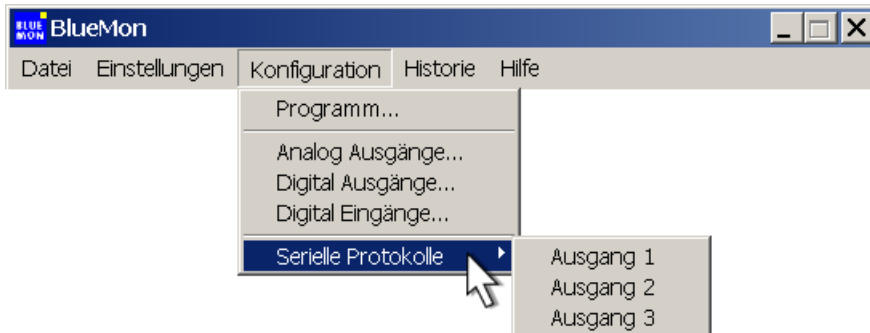 BLUE
MON BlueMon
Datei Einstellungen Konfiguration Historie Hilfe
Programm...
Analog Ausgänge...
Digital Ausgänge...
Digital Eingänge...
Serielle Protokolle
Ausgang 1
Ausgang 2
Ausgang 3